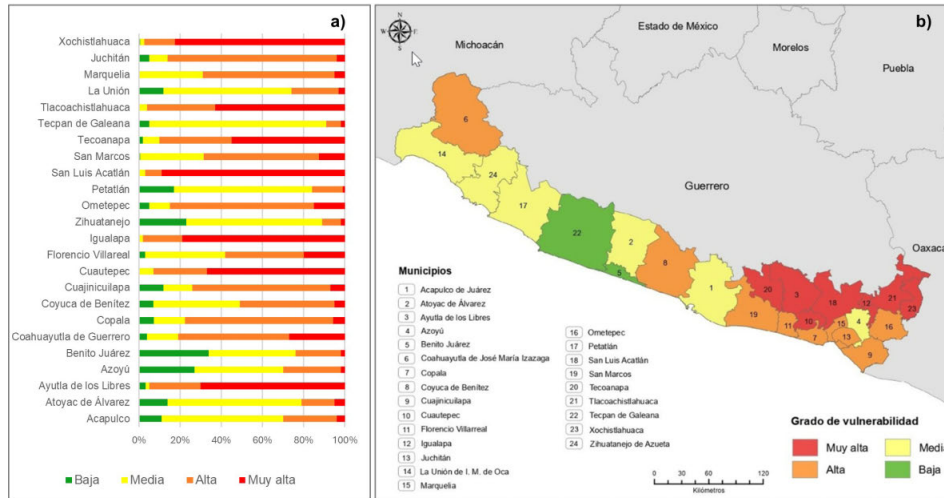 a)
Xochistlahuaca
Juchitán
Marquelia
La Unión
Tlacoachistlahuaca
Tecpan de Galeana
Tecoanapa
San Marcos
San Luis Acatlán
Petatlán
Ometepec
Zihuatanejo
Igualapa
Florencio Villareal
Cuautepec
Cuajinicuilapa
Coyuca de Benítez
Copala
Coahuayutla de Guerrero
Benito Juárez
Azoyú
Ayutla de los Libres
Atoyac de Álvarez
Acapulco
0% 20% 40% 60% 80% 100%
Baja Media Alta Muy alta
b)
N
W E
S
Michoacán
Estado de México
Morelos
Puebla
Guerrero
Oaxaca
6
14
24
17
22
5
2
8
1
19
20
3
11
10
7
18
12
15
13
4
21
23
16
9
Municipios
1 Acapulco de Juárez
2 Atoyac de Álvarez
3 Ayutla de los Libres
4 Azoyú
5 Benito Juárez
6 Coahuayutla de José María Izazaga
7 Copala
8 Coyuca de Benítez
9 Cuajinicuilapa
10 Cuautepec
11 Florencio Villarreal
12 Igualapa
13 Juchitán
14 La Unión de I. M. de Oca
15 Marquelia
16 Ometepec
17 Petatlán
18 San Luis Acatlán
19 San Marcos
20 Tecoanapa
21 Tlacoachistlahuaca
22 Tecpan de Galeana
23 Xochistlahuaca
24 Zihuatanejo de Azueta
Grado de vulnerabilidad
Muy alta Media
Alta Baja
0 30 60 120
Kilómetros